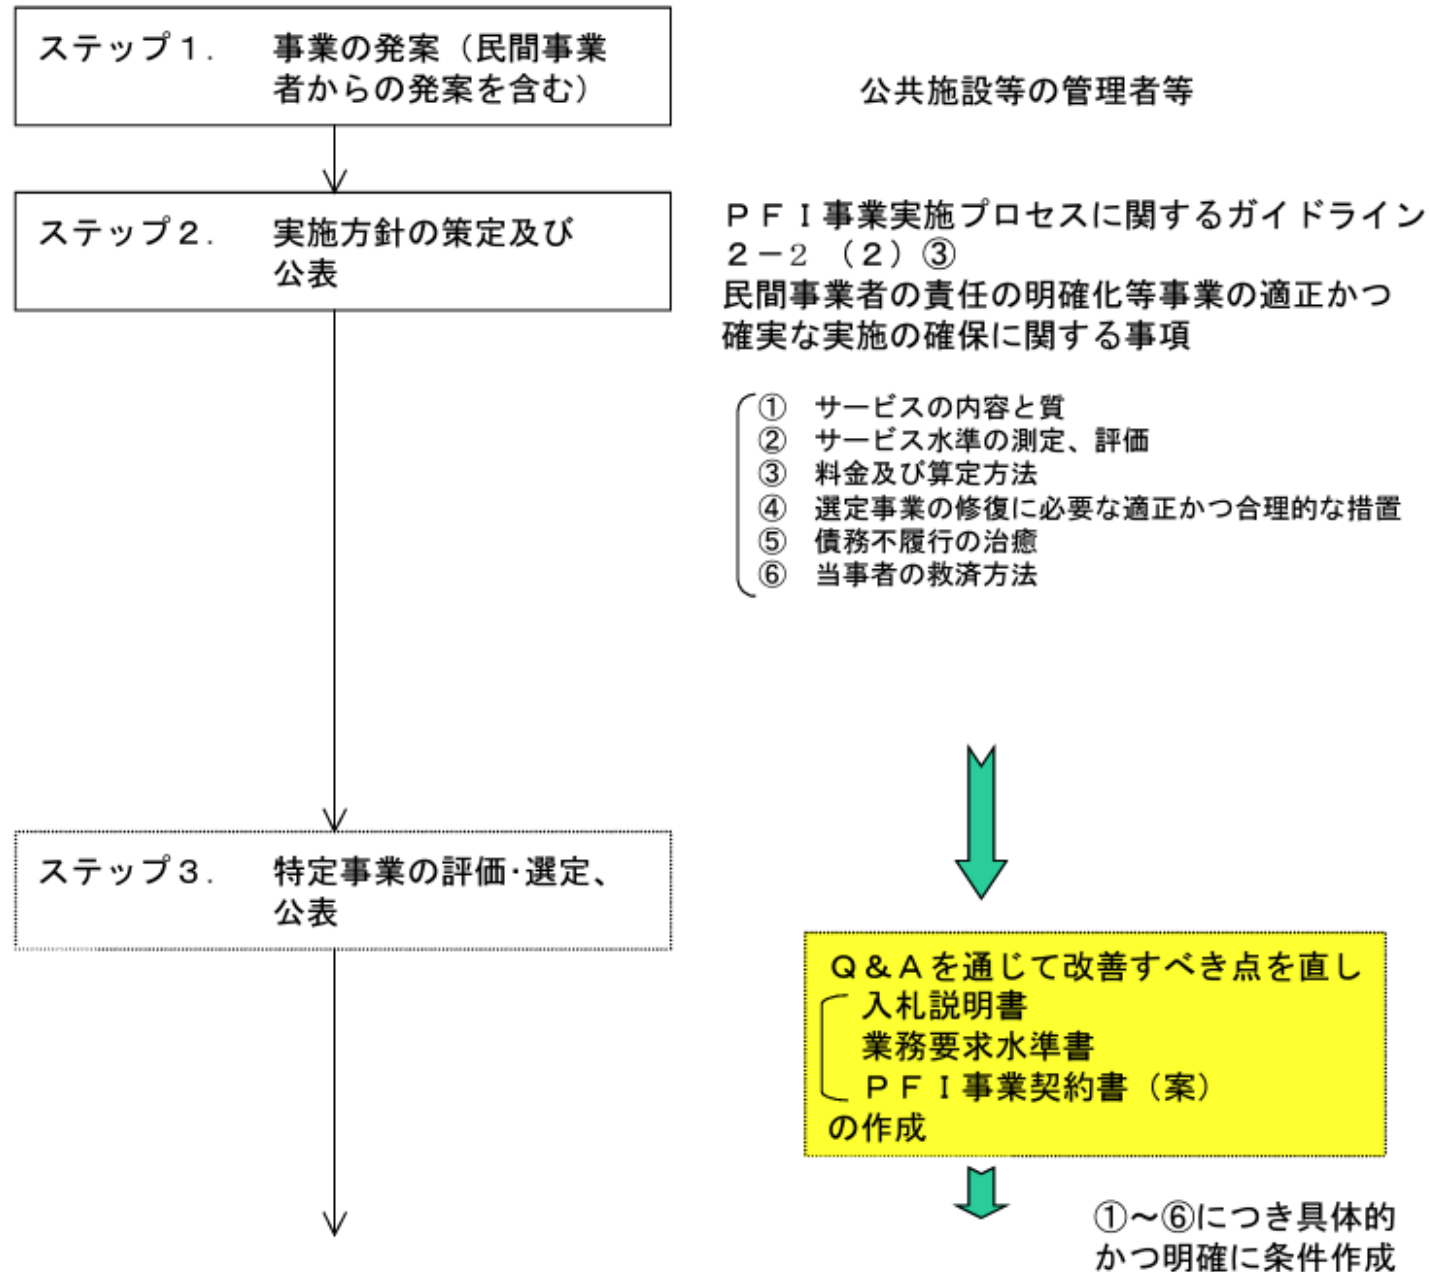 ステップ１． 事業の発案（民間事業
者からの発案を含む）
公共施設等の管理者等
ステップ２． 実施方針の策定及び
公表
ＰＦＩ事業実施プロセスに関するガイドライン
２－2 （２）③
民間事業者の責任の明確化等事業の適正かつ
確実な実施の確保に関する事項
① サービスの内容と質
② サービス水準の測定、評価
③ 料金及び算定方法
④ 選定事業の修復に必要な適正かつ合理的な措置
⑤ 債務不履行の治癒
⑥ 当事者の救済方法
ステップ３． 特定事業の評価･選定、
公表
Ｑ＆Ａを通じて改善すべき点を直し
入札説明書
業務要求水準書
ＰＦＩ事業契約書（案）
の作成
①～⑥につき具体的
かつ明確に条件作成